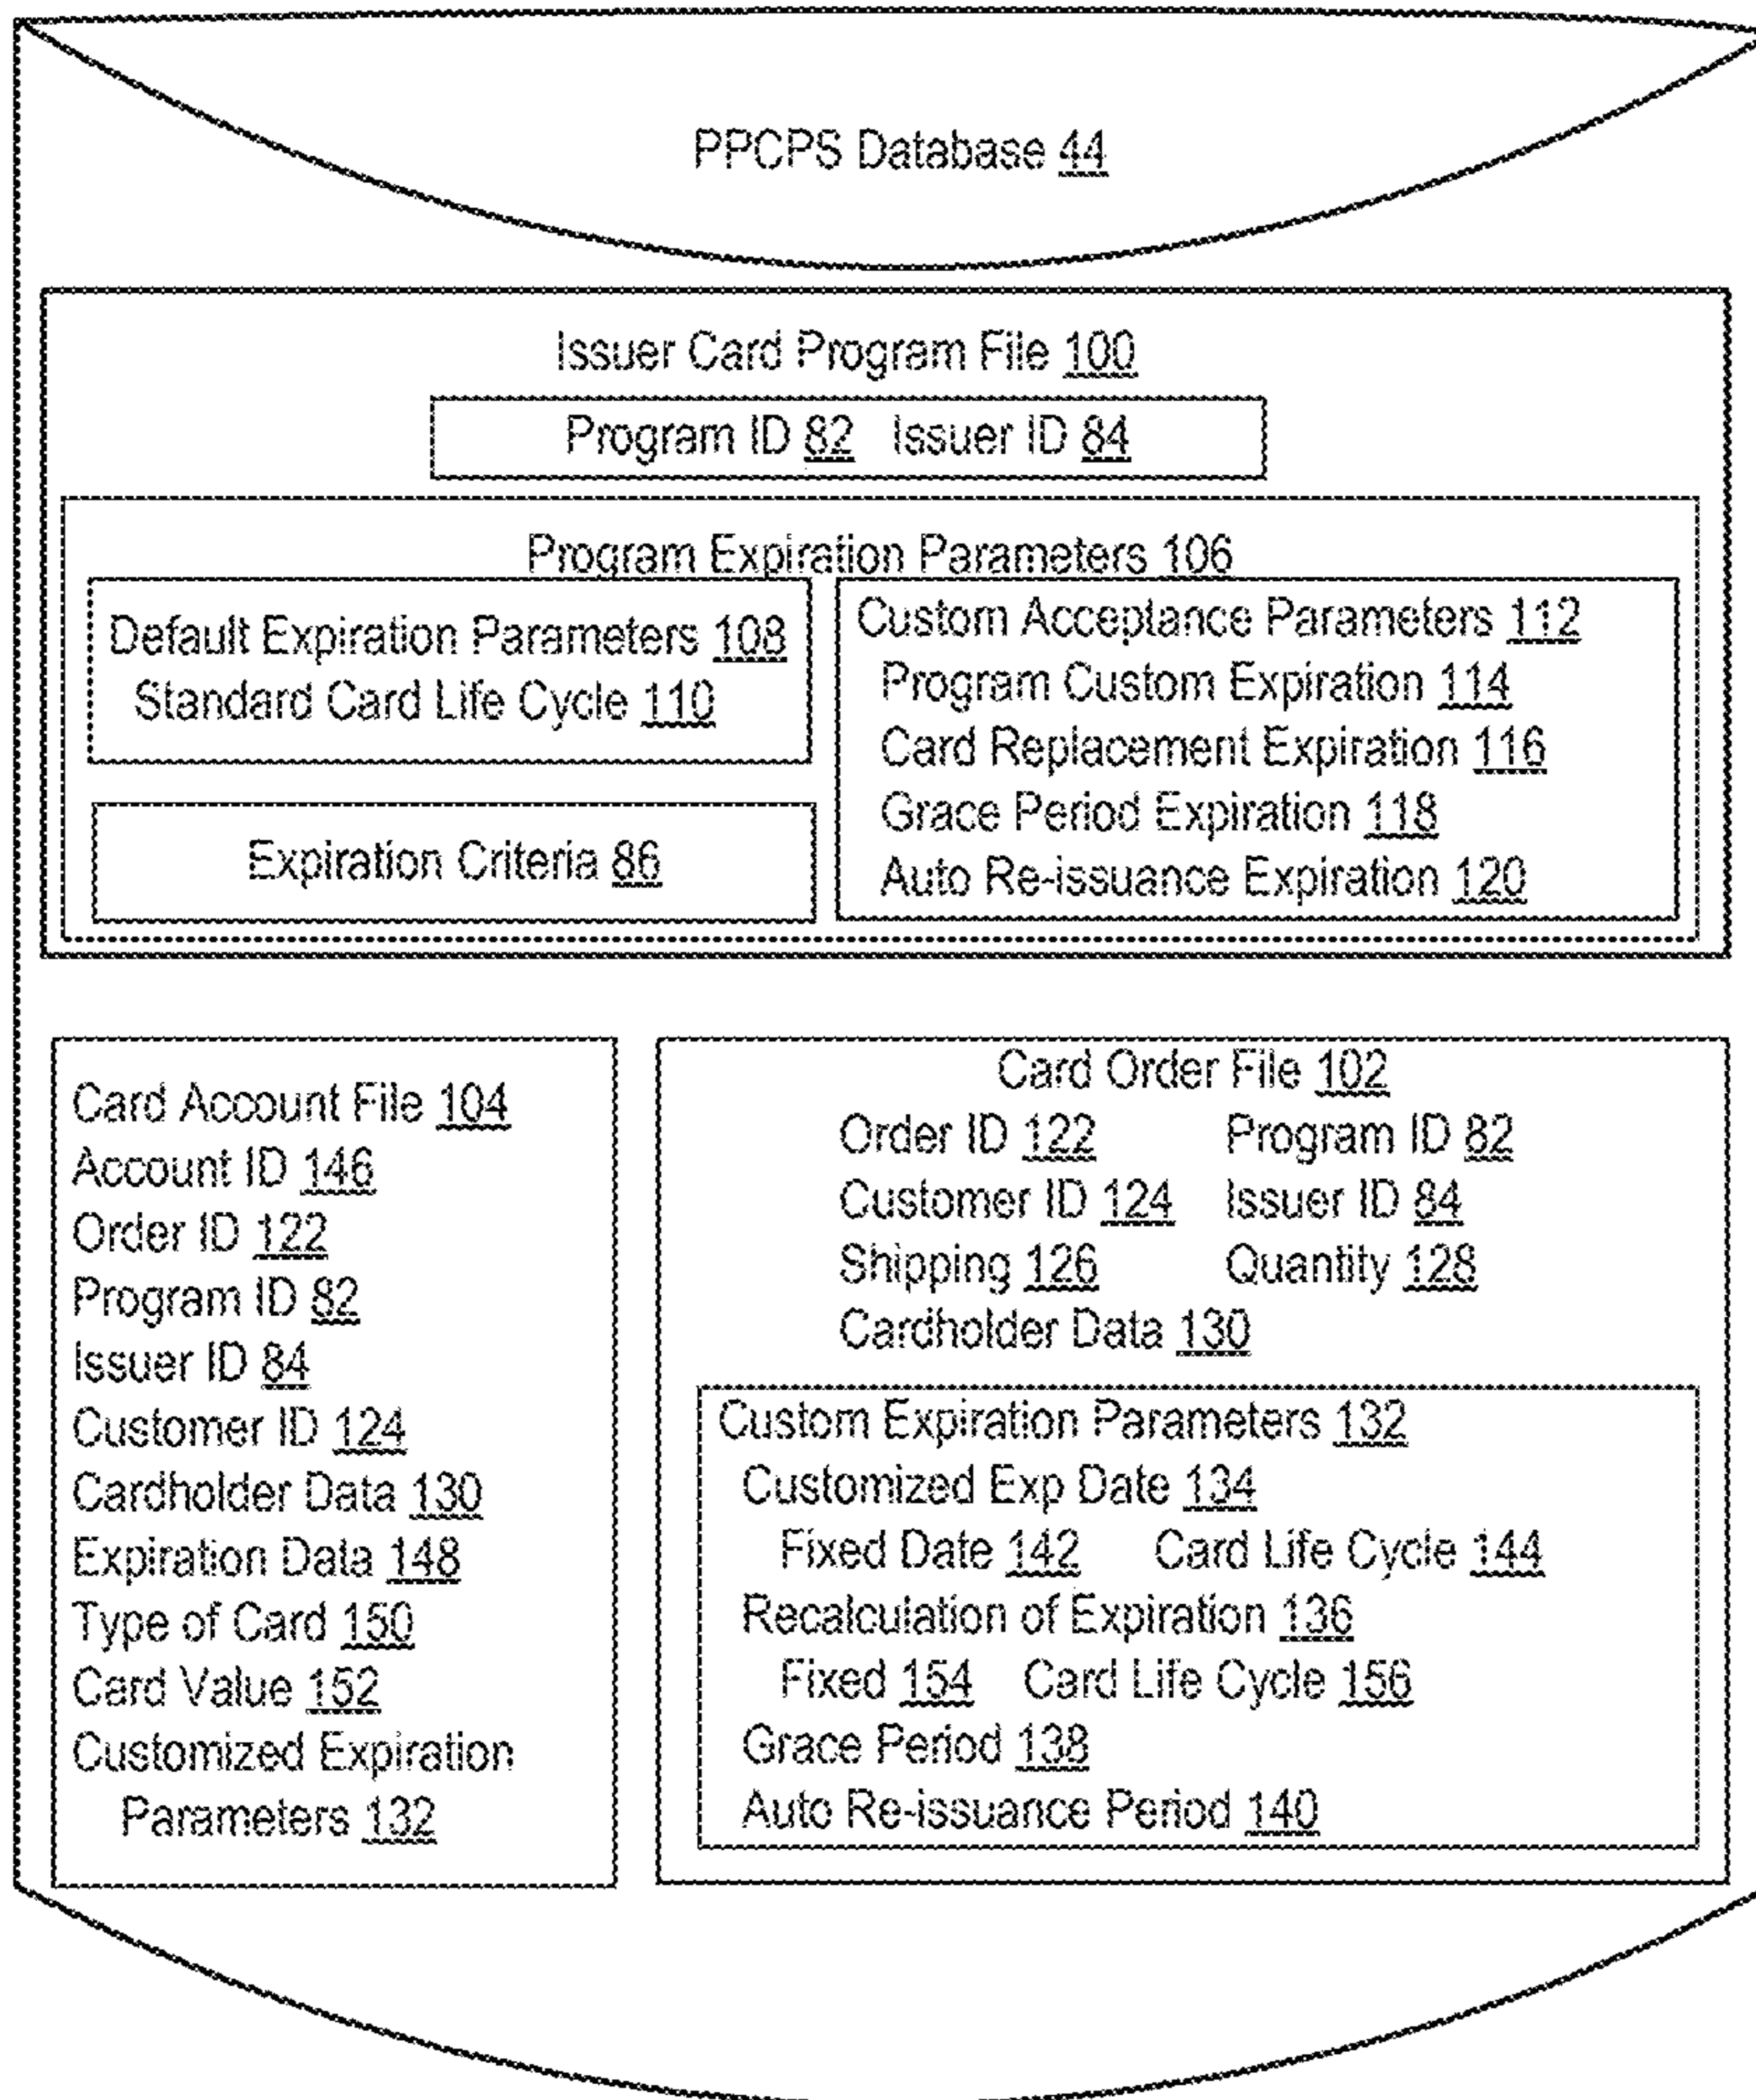 PPCPS Database 44
Issuer Card Program File 100
Program ID 82 Issuer ID 84
Program Expiration Parameters 106
Default Expiration Parameters 108
Standard Card Life Cycle 110
Expiration Criteria 86
Custom Acceptance Parameters 112
Program Custom Expiration 114
Card Replacement Expiration 116
Grace Period Expiration 118
Auto Re-issuance Expiration 120
Card Account File 104
Account ID 146
Order ID 122
Program ID 82
Issuer ID 84
Customer ID 124
Cardholder Data 130
Expiration Data 148
Type of Card 150
Card Value 152
Customized Expiration
Parameters 132
Card Order File 102
Order ID 122 Program ID 82
Customer ID 124 Issuer ID 84
Shipping 126 Quantity 128
Cardholder Data 130
Custom Expiration Parameters 132
Customized Exp Date 134
Fixed Date 142 Card Life Cycle 144
Recalculation of Expiration 136
Fixed 154 Card Life Cycle 156
Grace Period 138
Auto Re-issuance Period 140